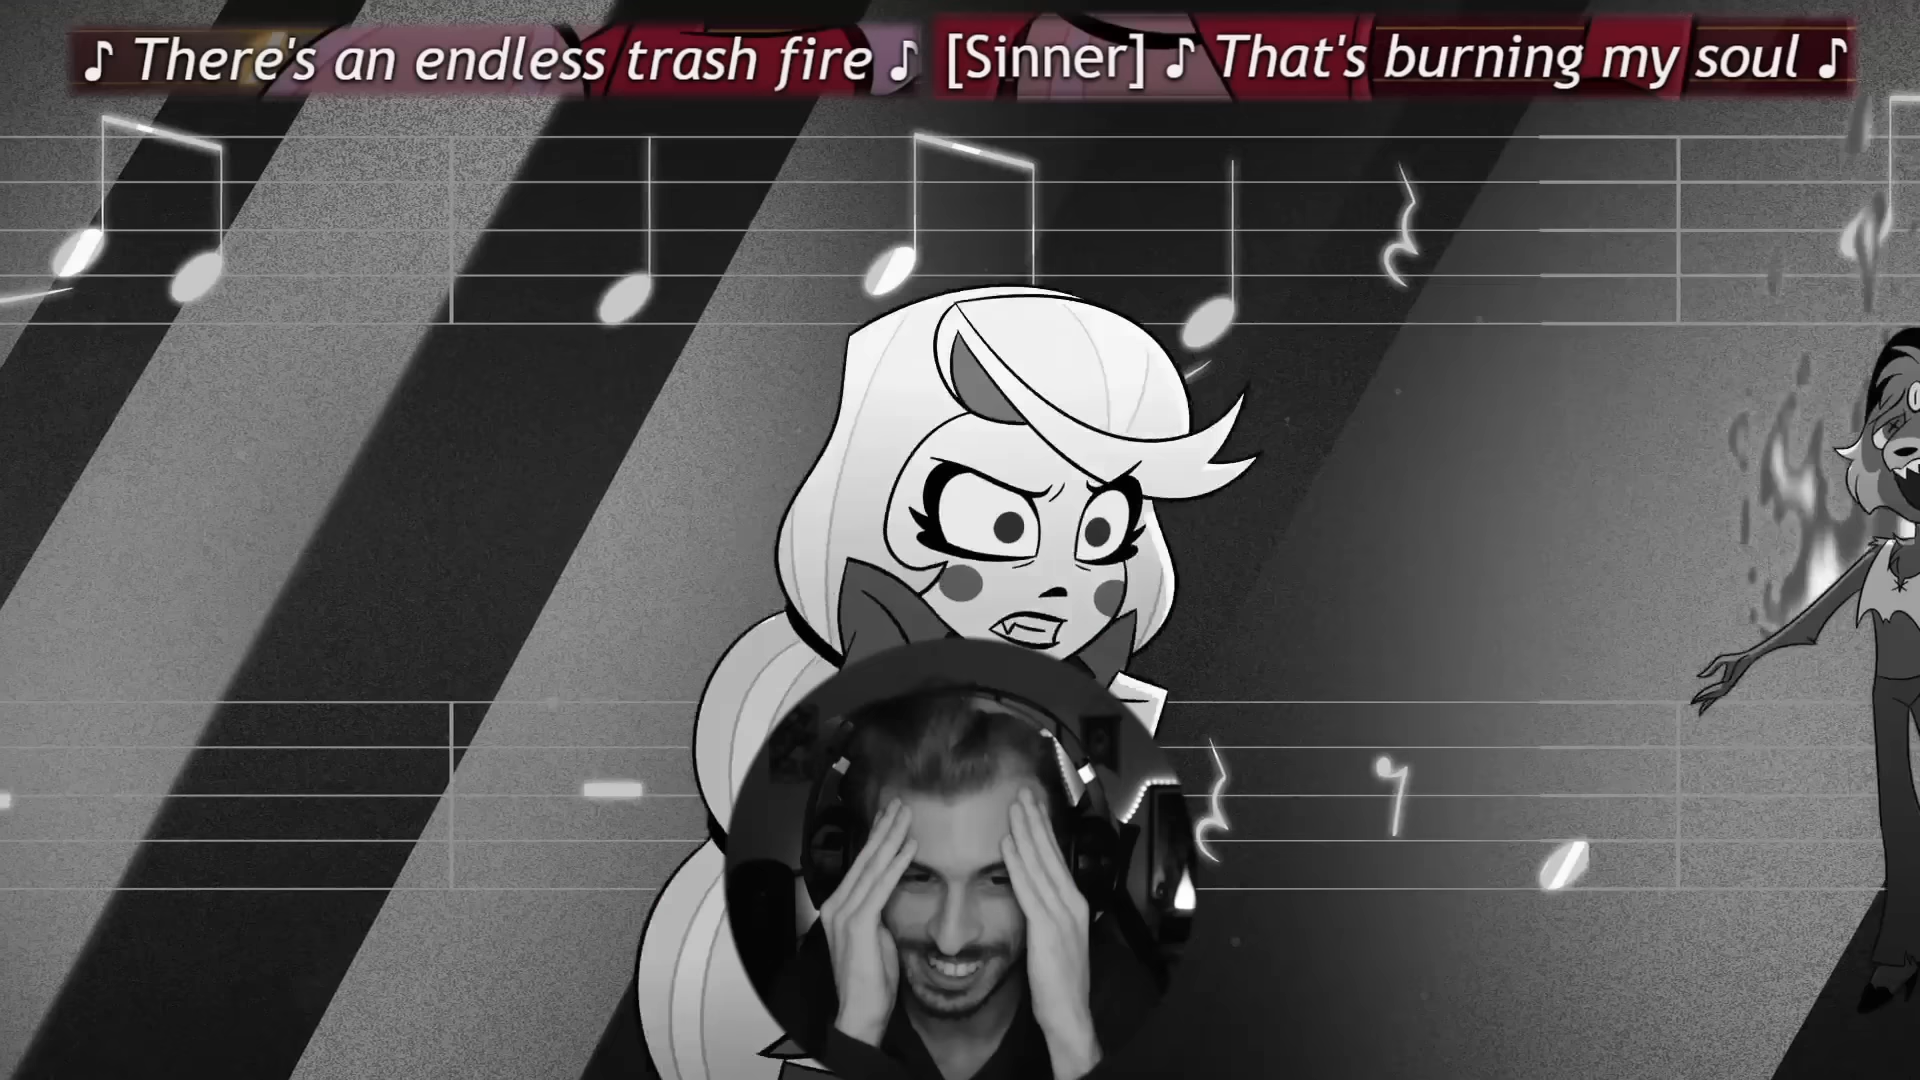 ♪ There's an endless trash fire ♪ [Sinner] ♪ That's burning my soul ♪